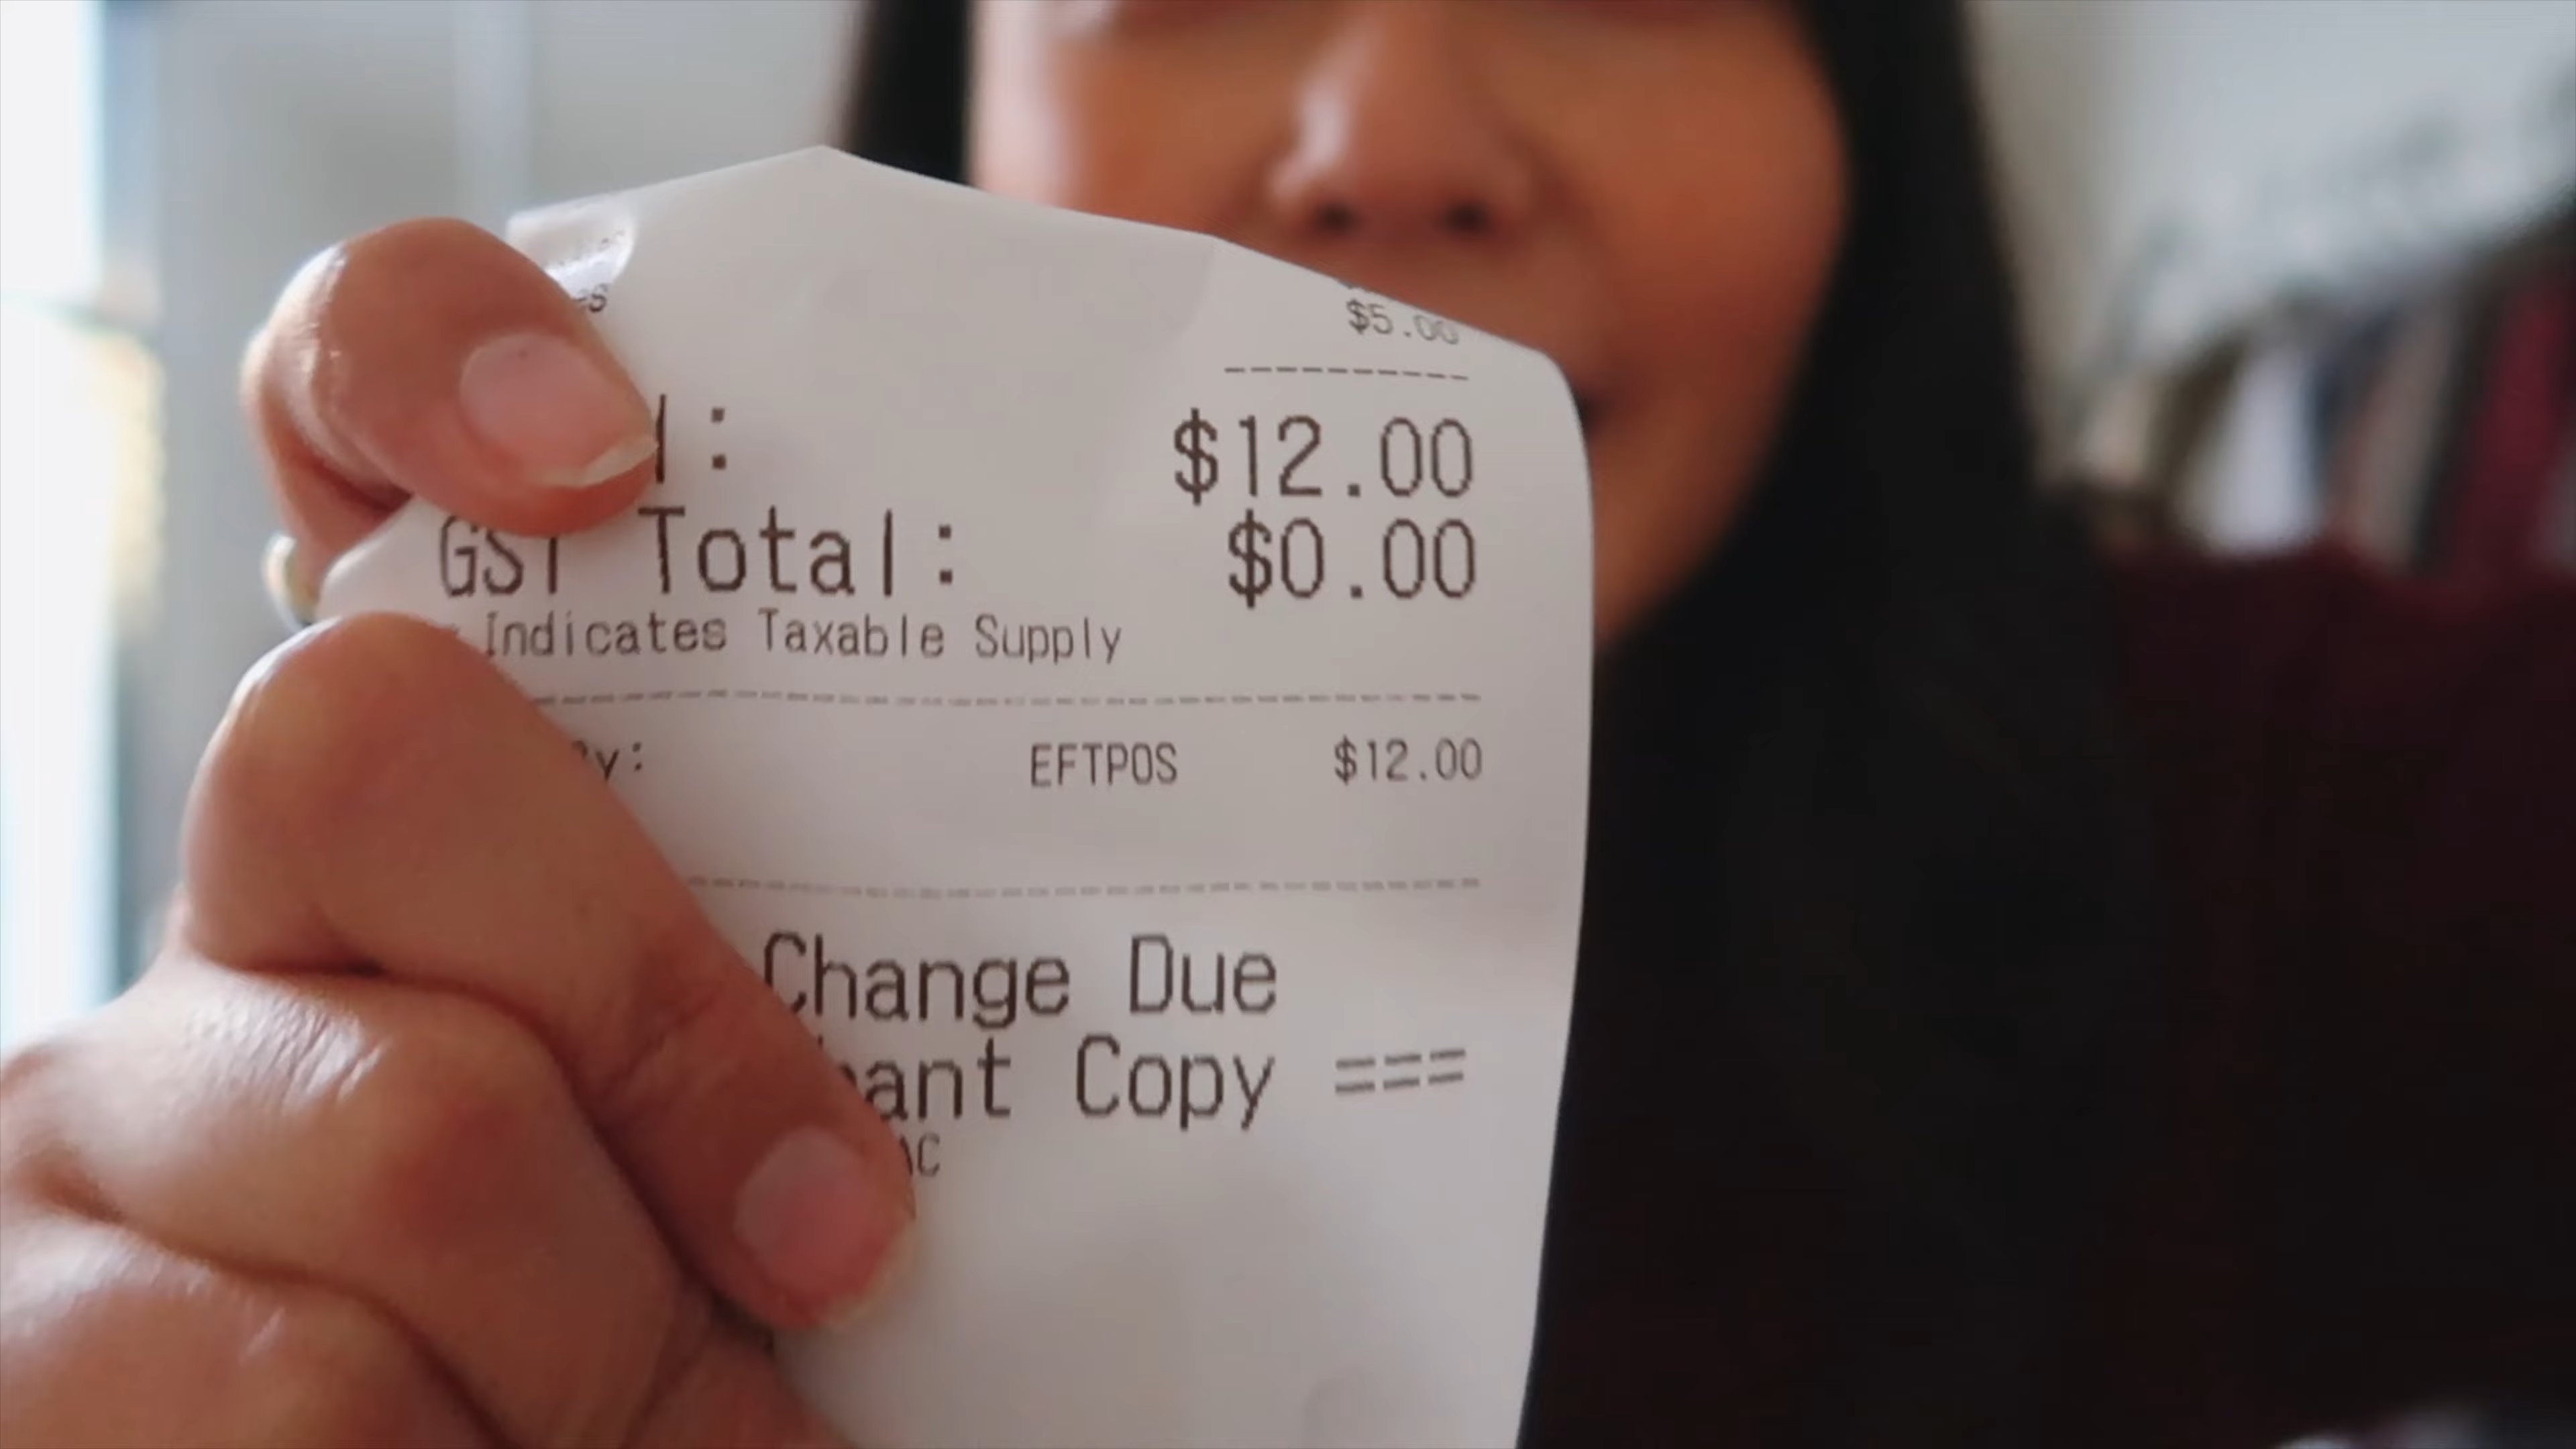 $5.00
$12.00
GST Total: $0.00
Indicates Taxable Supply
EFTPOS $12.00
Change Due
Copy ===